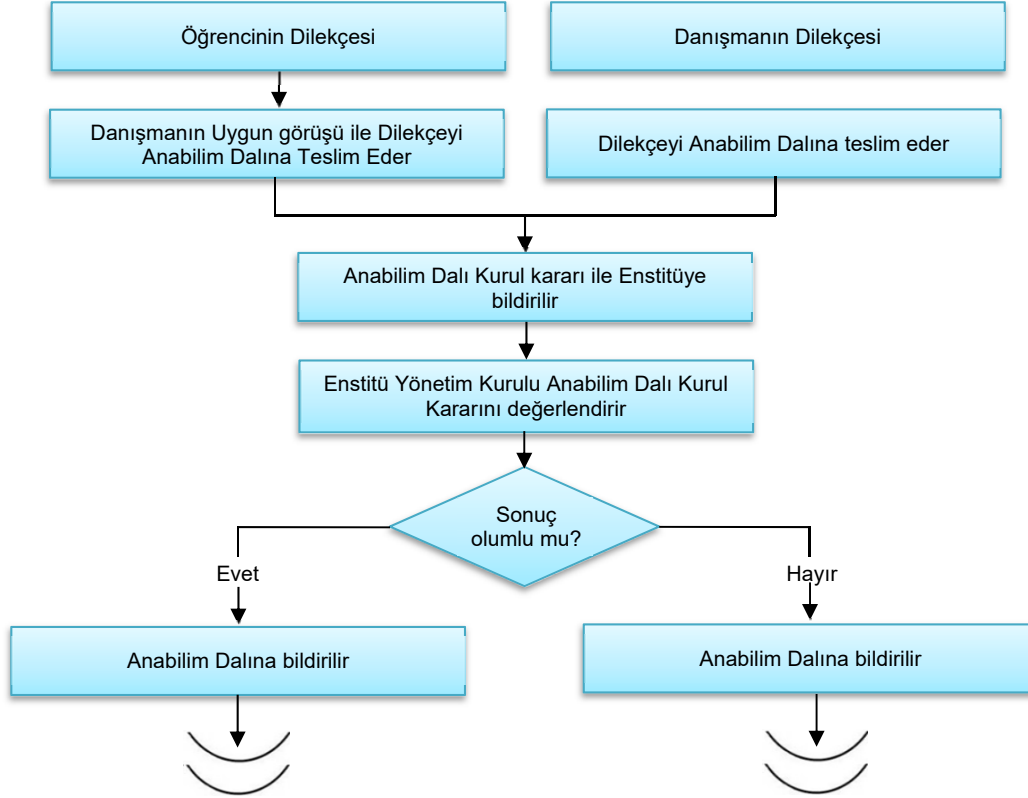 Öğrencinin Dilekçesi
Danışmanın Dilekçesi
Danışmanın Uygun görüşü ile Dilekçeyi
Anabilim Dalına Teslim Eder
Dilekçeyi Anabilim Dalına teslim eder
Anabilim Dalı Kurul kararı ile Enstitüye
bildirilir
Enstitü Yönetim Kurulu Anabilim Dalı Kurul
Kararını değerlendirir
Sonuç
olumlu mu?
Evet
Hayır
Anabilim Dalına bildirilir
Anabilim Dalına bildirilir